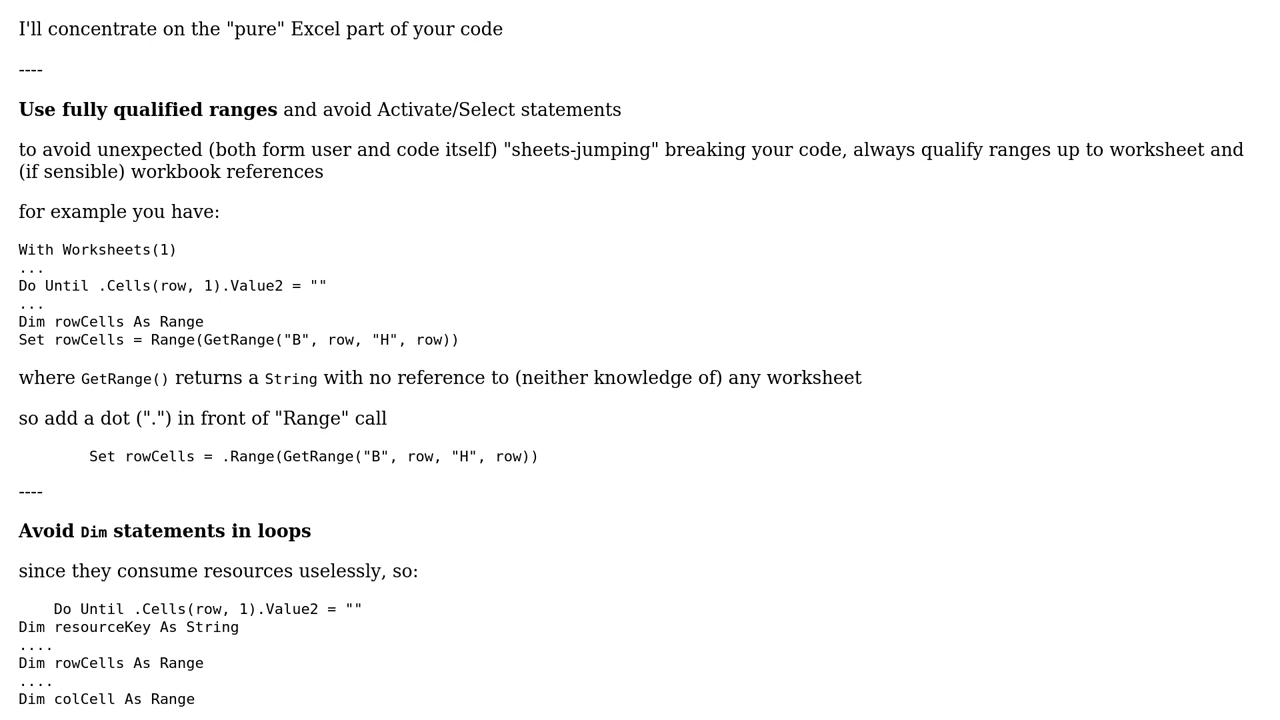 I'll concentrate on the "pure" Excel part of your code
----
Use fully qualified ranges and avoid Activate/Select statements
to avoid unexpected (both form user and code itself) "sheets-jumping" breaking your code, always qualify ranges up to worksheet and
(if sensible) workbook references
for example you have:
With Worksheets(1)
...
Do Until .Cells(row, 1).Value2 = ""
...
Dim rowCells As Range
Set rowCells = Range(GetRange("B", row, "H", row))
where GetRange() returns a String with no reference to (neither knowledge of) any worksheet
so add a dot (".") in front of "Range" call
        Set rowCells = .Range(GetRange("B", row, "H", row))
----
Avoid Dim statements in loops
since they consume resources uselessly, so:
    Do Until .Cells(row, 1).Value2 = ""
Dim resourceKey As String
....
Dim rowCells As Range
....
Dim colCell As Range